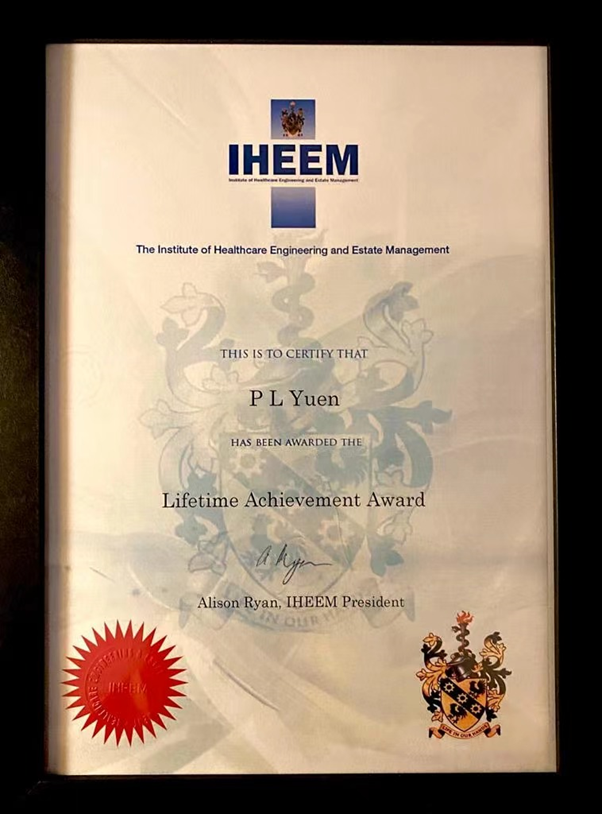 IHEEM
Institute of Healthcare Engineering and Estate Management
The Institute of Healthcare Engineering and Estate Management
THIS IS TO CERTIFY THAT
P L Yuen
HAS BEEN AWARDED THE
Lifetime Achievement Award
Alison Ryan, IHEEM President
IHEEM